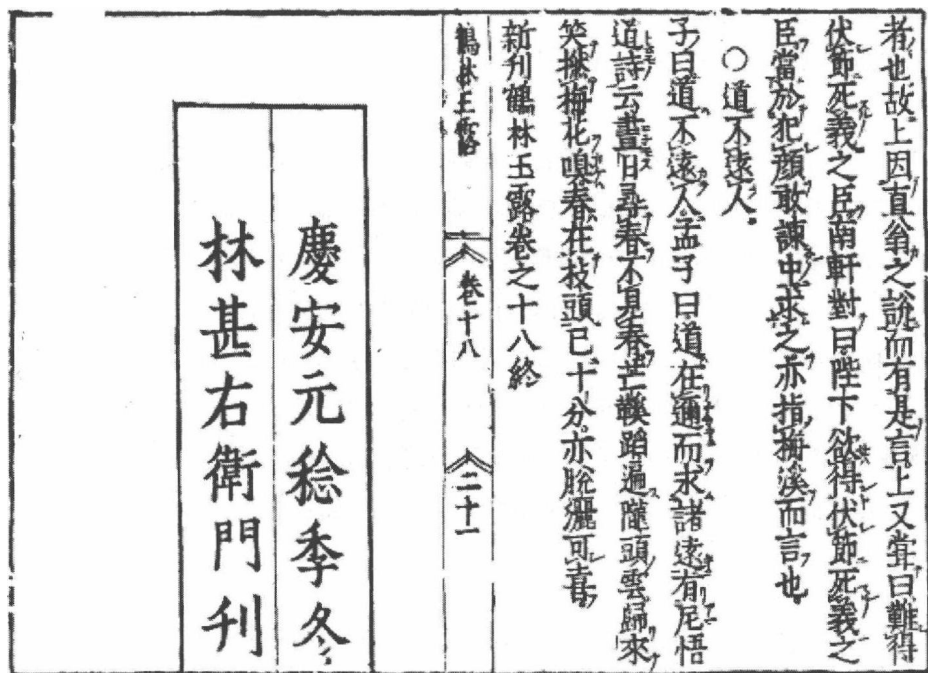 者也故上因直翁之說而有是言上又嘗曰難得
伏節死義之臣南軒對曰陛下欲得伏節死義之
臣當於犯顏敢諫中求之亦指梅溪而言也
○道不遠人
子曰道不遠人孟子曰道在邇而求諸遠有尼悟
道詩云盡日尋春不見春芒鞵踏遍隴頭雲歸來
笑撚梅花嗅春在枝頭已十分亦脫灑可喜
新刊鶴林玉露卷之十八終
鶴林玉露 卷十八 二十一
慶安元稔季冬
林甚右衛門刊